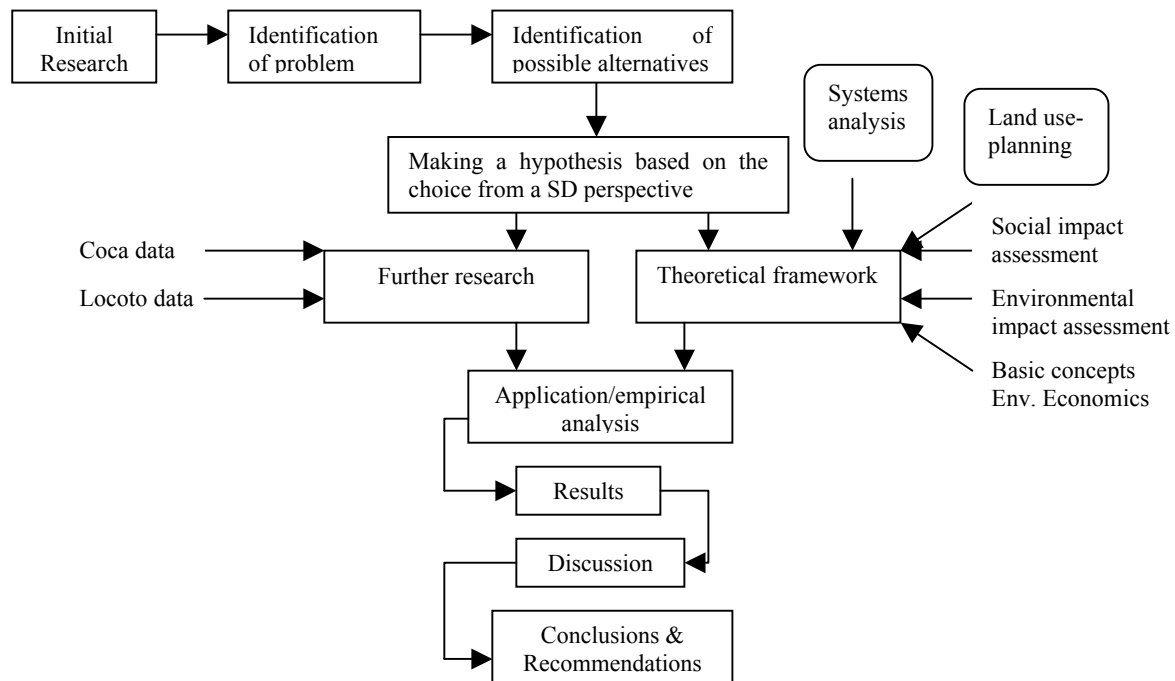 Initial
Research
Identification
of problem
Identification of
possible alternatives
Systems
analysis
Land use-
planning
Making a hypothesis based on the
choice from a SD perspective
Coca data
Locoto data
Further research
Theoretical framework
Social impact
assessment
Environmental
impact assessment
Basic concepts
Env. Economics
Application/empirical
analysis
Results
Discussion
Conclusions &
Recommendations